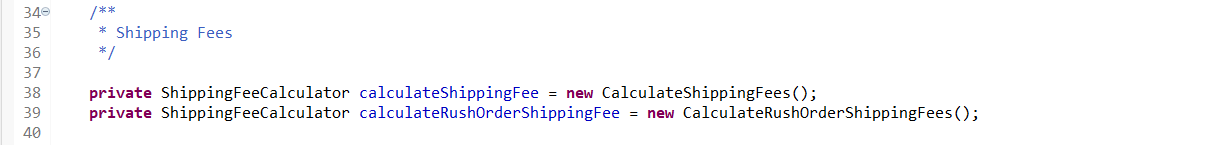 34 /**
35 * Shipping Fees
36 */
37
38 private ShippingFeeCalculator calculateShippingFee = new CalculateShippingFees();
39 private ShippingFeeCalculator calculateRushOrderShippingFee = new CalculateRushOrderShippingFees();
40